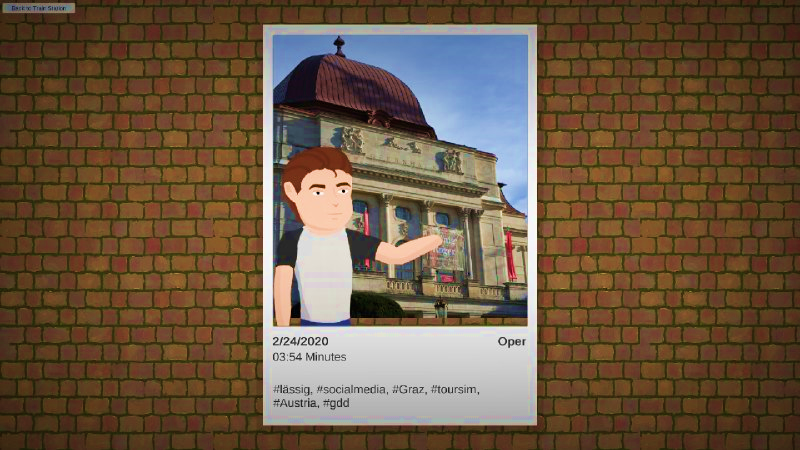 Back to Train Station
2/24/2020 Oper
03:54 Minutes
#lässig, #socialmedia, #Graz, #toursim,
#Austria, #gdd